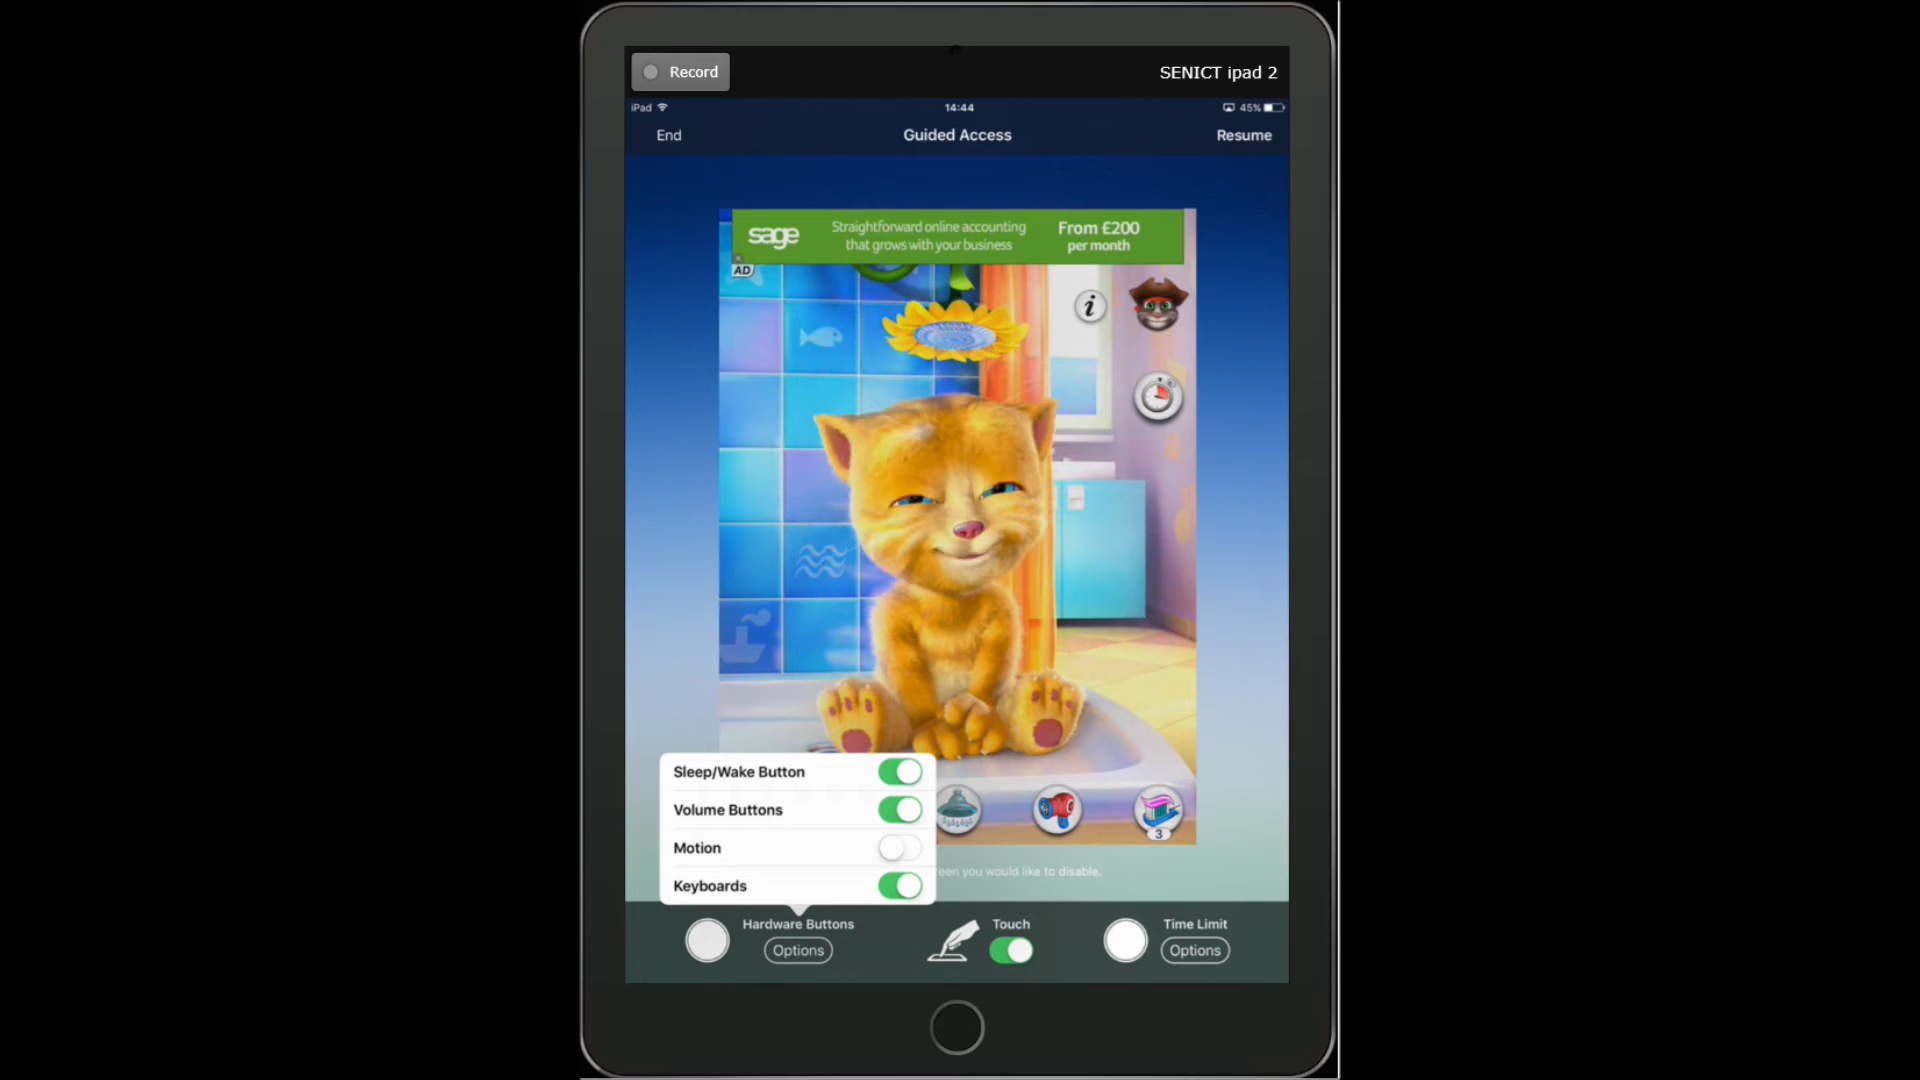 Record
SENICT ipad 2
iPad
14:44
45%
End
Guided Access
Resume
sage
Straightforward online accounting
that grows with your business
From £200
per month
AD
i
Sleep/Wake Button
Volume Buttons
Motion
Keyboards
3
you would like to disable.
Hardware Buttons
Options
Touch
Time Limit
Options